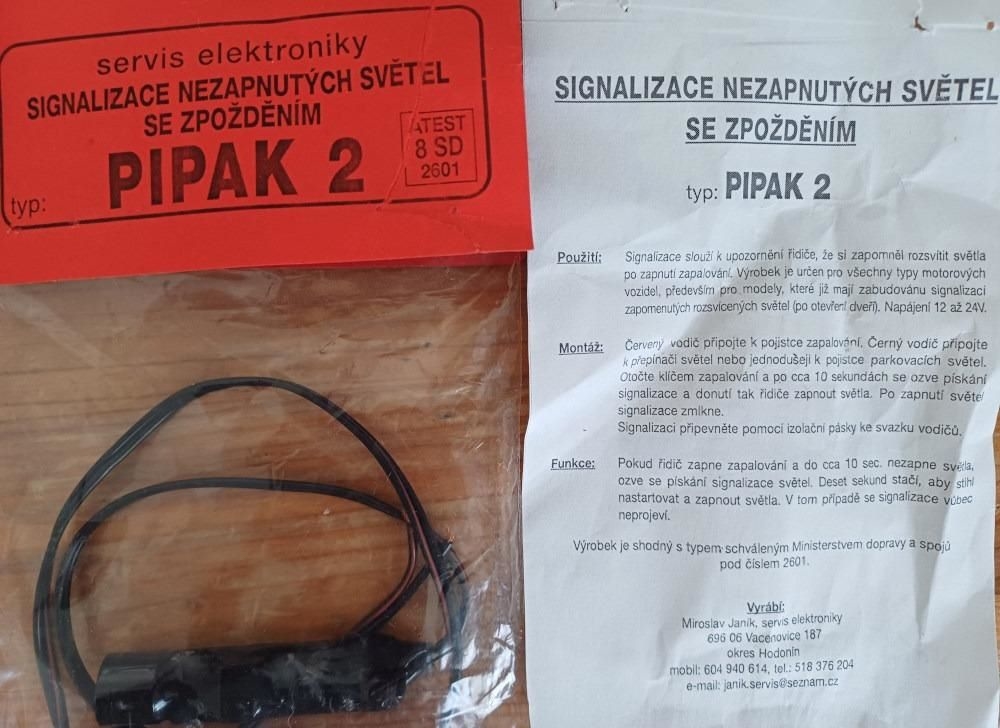 servis elektroniky
SIGNALIZACE NEZAPNUTÝCH SVĚTEL
SE ZPOŽDĚNÍM
typ: PIPAK 2
ATEST
8 SD
2601
SIGNALIZACE NEZAPNUTÝCH SVĚTEL
SE ZPOŽDĚNÍM
typ: PIPAK 2
Použití: Signalizace slouží k upozornění řidiče, že si zapomněl rozsvítit světla
po zapnutí zapalování. Výrobek je určen pro všechny typy motorových
vozidel, především pro modely, které již mají zabudovánu signalizaci
zapomenutých rozsvícených světel (po otevření dveří). Napájení 12 až 24V.
Montáž: Červený vodič připojte k pojistce zapalování. Černý vodič připojte
k přepínači světel nebo jednodušeji k pojistce parkovacích světel.
Otočte klíčem zapalování a po cca 10 sekundách se ozve pískání
signalizace a donutí tak řidiče zapnout světla. Po zapnutí světel
signalizace zmlkne.
Signalizaci připevněte pomocí izolační pásky ke svazku vodičů.
Funkce: Pokud řidič zapne zapalování a do cca 10 sec. nezapne světla,
ozve se pískání signalizace světel. Deset sekund stačí, aby stihl
nastartovat a zapnout světla. V tom případě se signalizace vůbec
neprojeví.
Výrobek je shodný s typem schváleným Ministerstvem dopravy a spojů
pod číslem 2601.
Vyrábí:
Miroslav Janík, servis elektroniky
696 06 Vacenovice 187
okres Hodonín
mobil: 604 940 614, tel.: 518 376 204
e-mail: janik.servis@seznam.cz